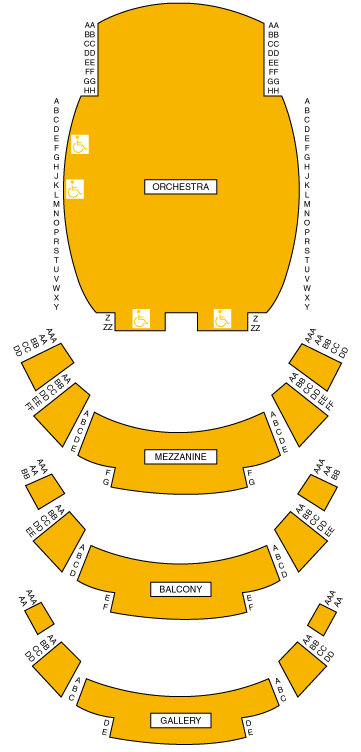 AA AA
BB BB
CC CC
DD DD
EE EE
FF FF
GG GG
HH HH
A A
B B
C C
D D
E E
F F
G G
H H
J J
K K
ORCHESTRA
L L
M M
N N
O O
P P
R R
S S
T T
U U
V V
W W
X X
Y Y
Z Z
ZZ ZZ
DD CC BB AA AAA
AAA AA BB CC DD
FF EE DD CC BB AA
AA BB CC DD EE FF
A A
B B
C C
D D
E E
MEZZANINE
F F
G G
BB AA AAA
AAA AA BB
EE DD CC BB AA
AA BB CC DD EE
A A
B B
C C
D D
BALCONY
E E
F F
AAA AA
AAA AA
DD CC BB AA
AA BB CC DD
A A
B B
C C
GALLERY
D D
E E